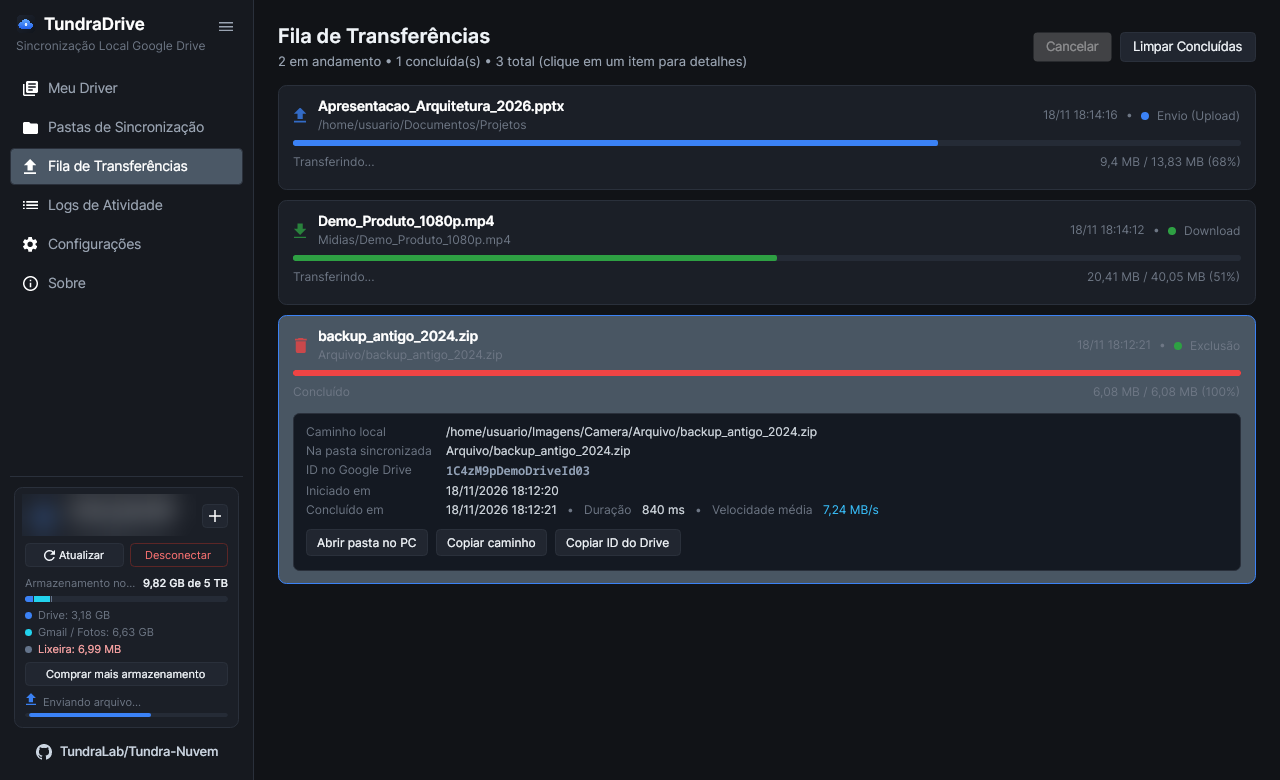 TundraDrive
Sincronização Local Google Drive
Meu Driver
Pastas de Sincronização
Fila de Transferências
Logs de Atividade
Configurações
Sobre
Atualizar
Desconectar
Armazenamento no... 9,82 GB de 5 TB
Drive: 3,18 GB
Gmail / Fotos: 6,63 GB
Lixeira: 6,99 MB
Comprar mais armazenamento
Enviando arquivo...
TundraLab/Tundra-Nuvem
Fila de Transferências
2 em andamento • 1 concluída(s) • 3 total (clique em um item para detalhes)
Cancelar
Limpar Concluídas
Apresentacao_Arquitetura_2026.pptx
/home/usuario/Documentos/Projetos
18/11 18:14:16 • Envio (Upload)
Transferindo...
9,4 MB / 13,83 MB (68%)
Demo_Produto_1080p.mp4
Midias/Demo_Produto_1080p.mp4
18/11 18:14:12 • Download
Transferindo...
20,41 MB / 40,05 MB (51%)
backup_antigo_2024.zip
Arquivo/backup_antigo_2024.zip
18/11 18:12:21 • Exclusão
Concluído
6,08 MB / 6,08 MB (100%)
Caminho local /home/usuario/Imagens/Camera/Arquivo/backup_antigo_2024.zip
Na pasta sincronizada Arquivo/backup_antigo_2024.zip
ID no Google Drive 1C4zM9pDemoDriveId03
Iniciado em 18/11/2026 18:12:20
Concluído em 18/11/2026 18:12:21 • Duração 840 ms • Velocidade média 7,24 MB/s
Abrir pasta no PC
Copiar caminho
Copiar ID do Drive